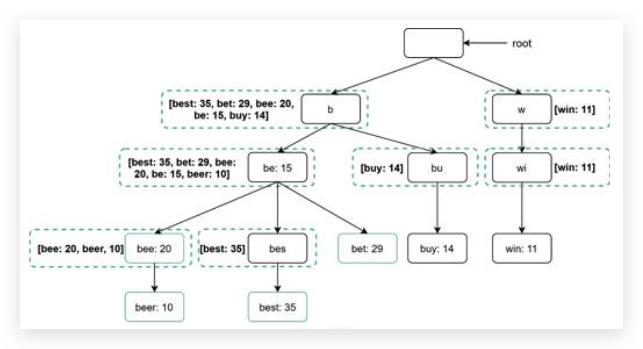 root
[best: 35, bet: 29, bee: 20,
be: 15, buy: 14]
b
w
[win: 11]
[best: 35, bet: 29, bee:
20, be: 15, beer: 10]
be: 15
[buy: 14]
bu
wi
[win: 11]
[bee: 20, beer, 10]
bee: 20
[best: 35]
bes
bet: 29
buy: 14
win: 11
beer: 10
best: 35